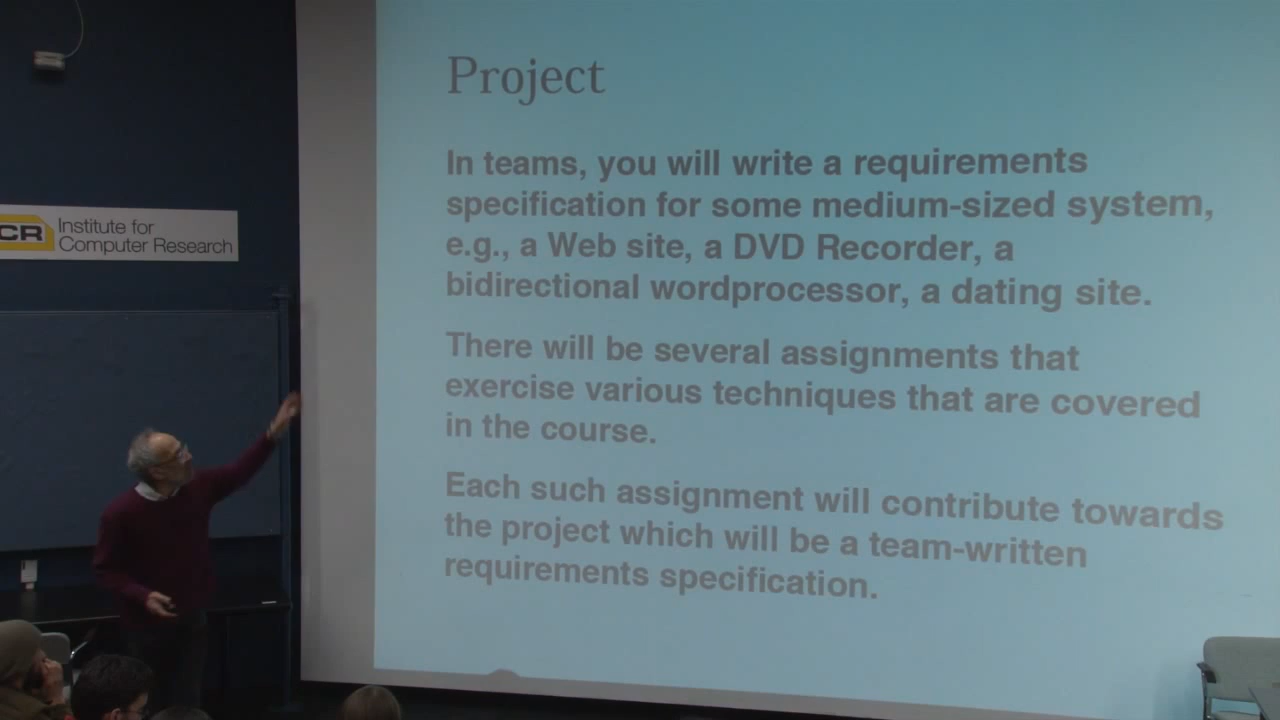 Project
In teams, you will write a requirements
specification for some medium-sized system,
e.g., a Web site, a DVD Recorder, a
bidirectional wordprocessor, a dating site.
There will be several assignments that
exercise various techniques that are covered
in the course.
Each such assignment will contribute towards
the project which will be a team-written
requirements specification.
CR
Institute for
Computer Research